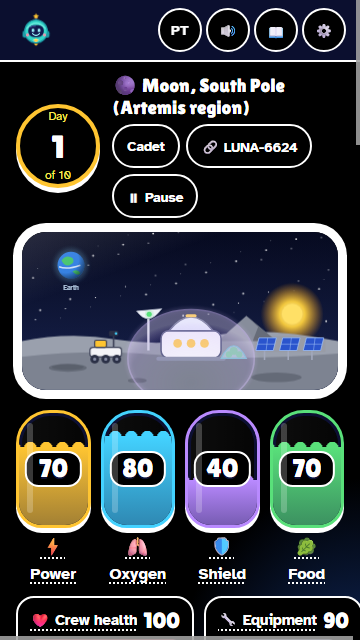 PT
Day
1
of 10
Moon, South Pole
(Artemis region)
Cadet
LUNA-6624
Pause
Earth
70
80
40
70
Power
Oxygen
Shield
Food
Crew health 100
Equipment 90